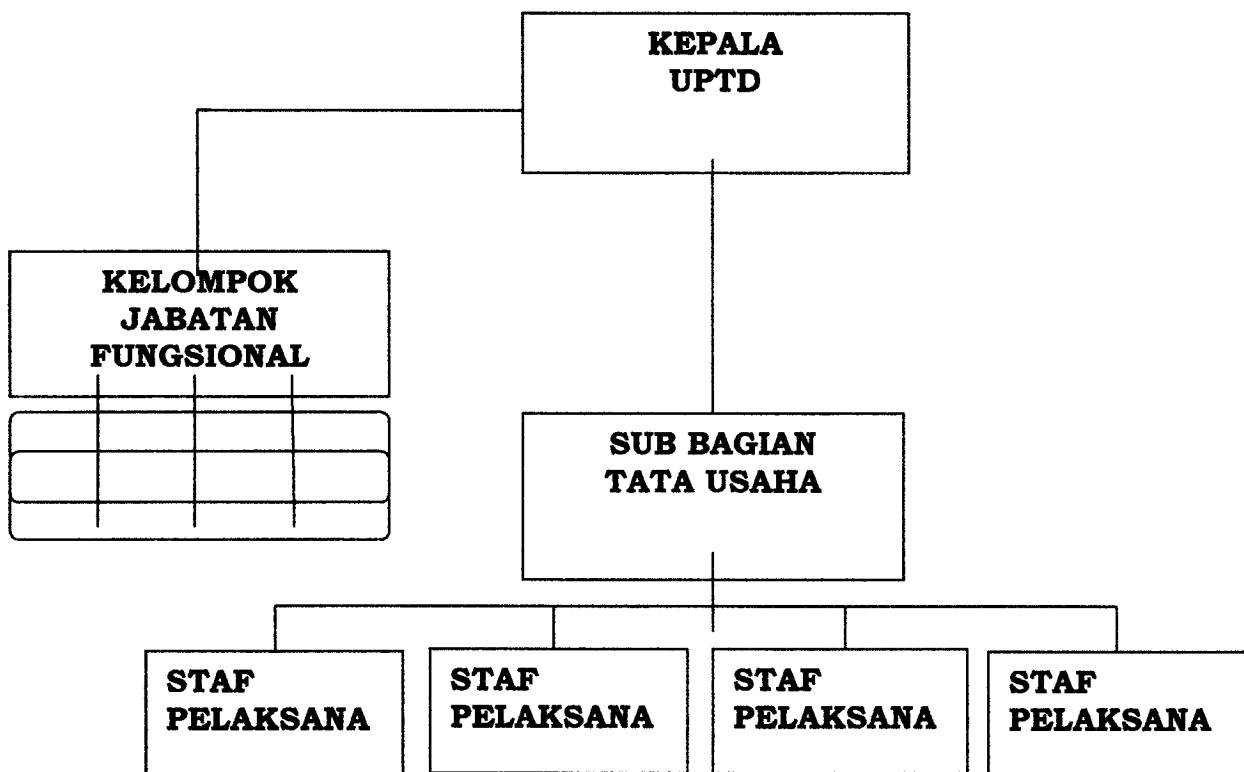 KEPALA
UPTD
KELOMPOK
JABATAN
FUNGSIONAL
SUB BAGIAN
TATA USAHA
STAF
PELAKSANA
STAF
PELAKSANA
STAF
PELAKSANA
STAF
PELAKSANA